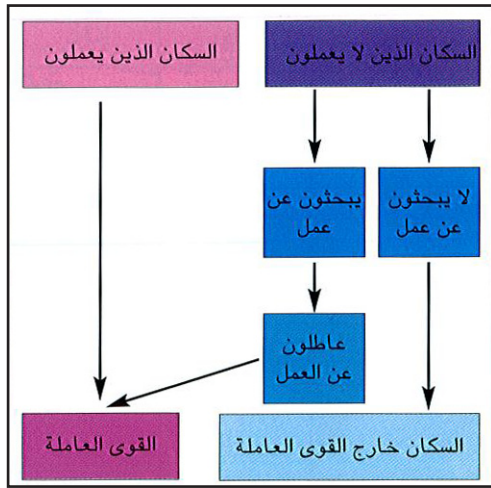 السكان الذين لا يعملون
السكان الذين يعملون
لا يبحثون
عن عمل
يبحثون عن
عمل
عاطلون
عن العمل
السكان خارج القوى العاملة
القوى العاملة